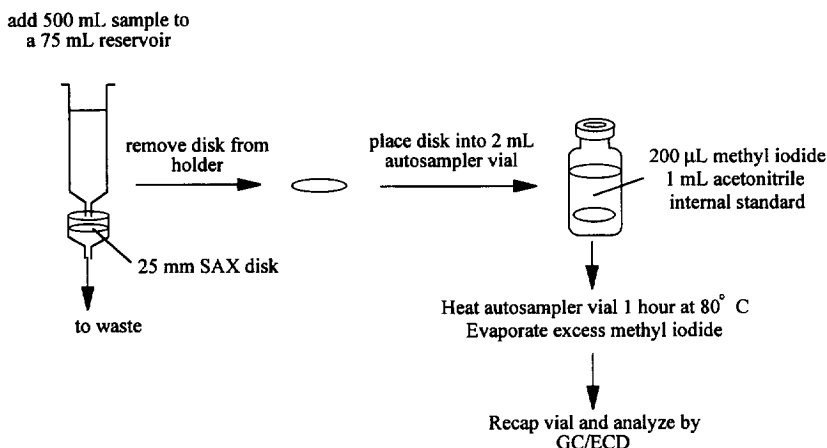 add 500 mL sample to
a 75 mL reservoir
remove disk from
holder
place disk into 2 mL
autosampler vial
200 µL methyl iodide
1 mL acetonitrile
internal standard
25 mm SAX disk
to waste
Heat autosampler vial 1 hour at 80° C
Evaporate excess methyl iodide
Recap vial and analyze by
GC/ECD